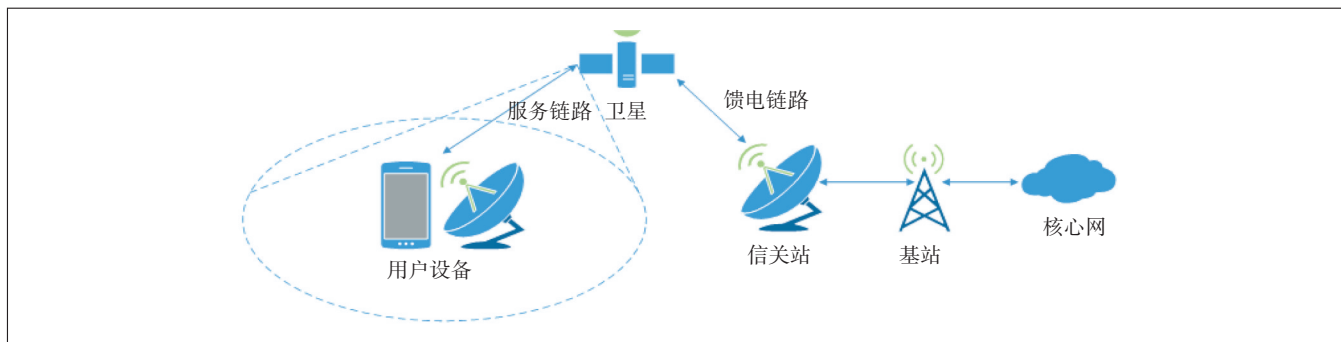 服务链路 卫星
馈电链路
用户设备
信关站
基站
核心网